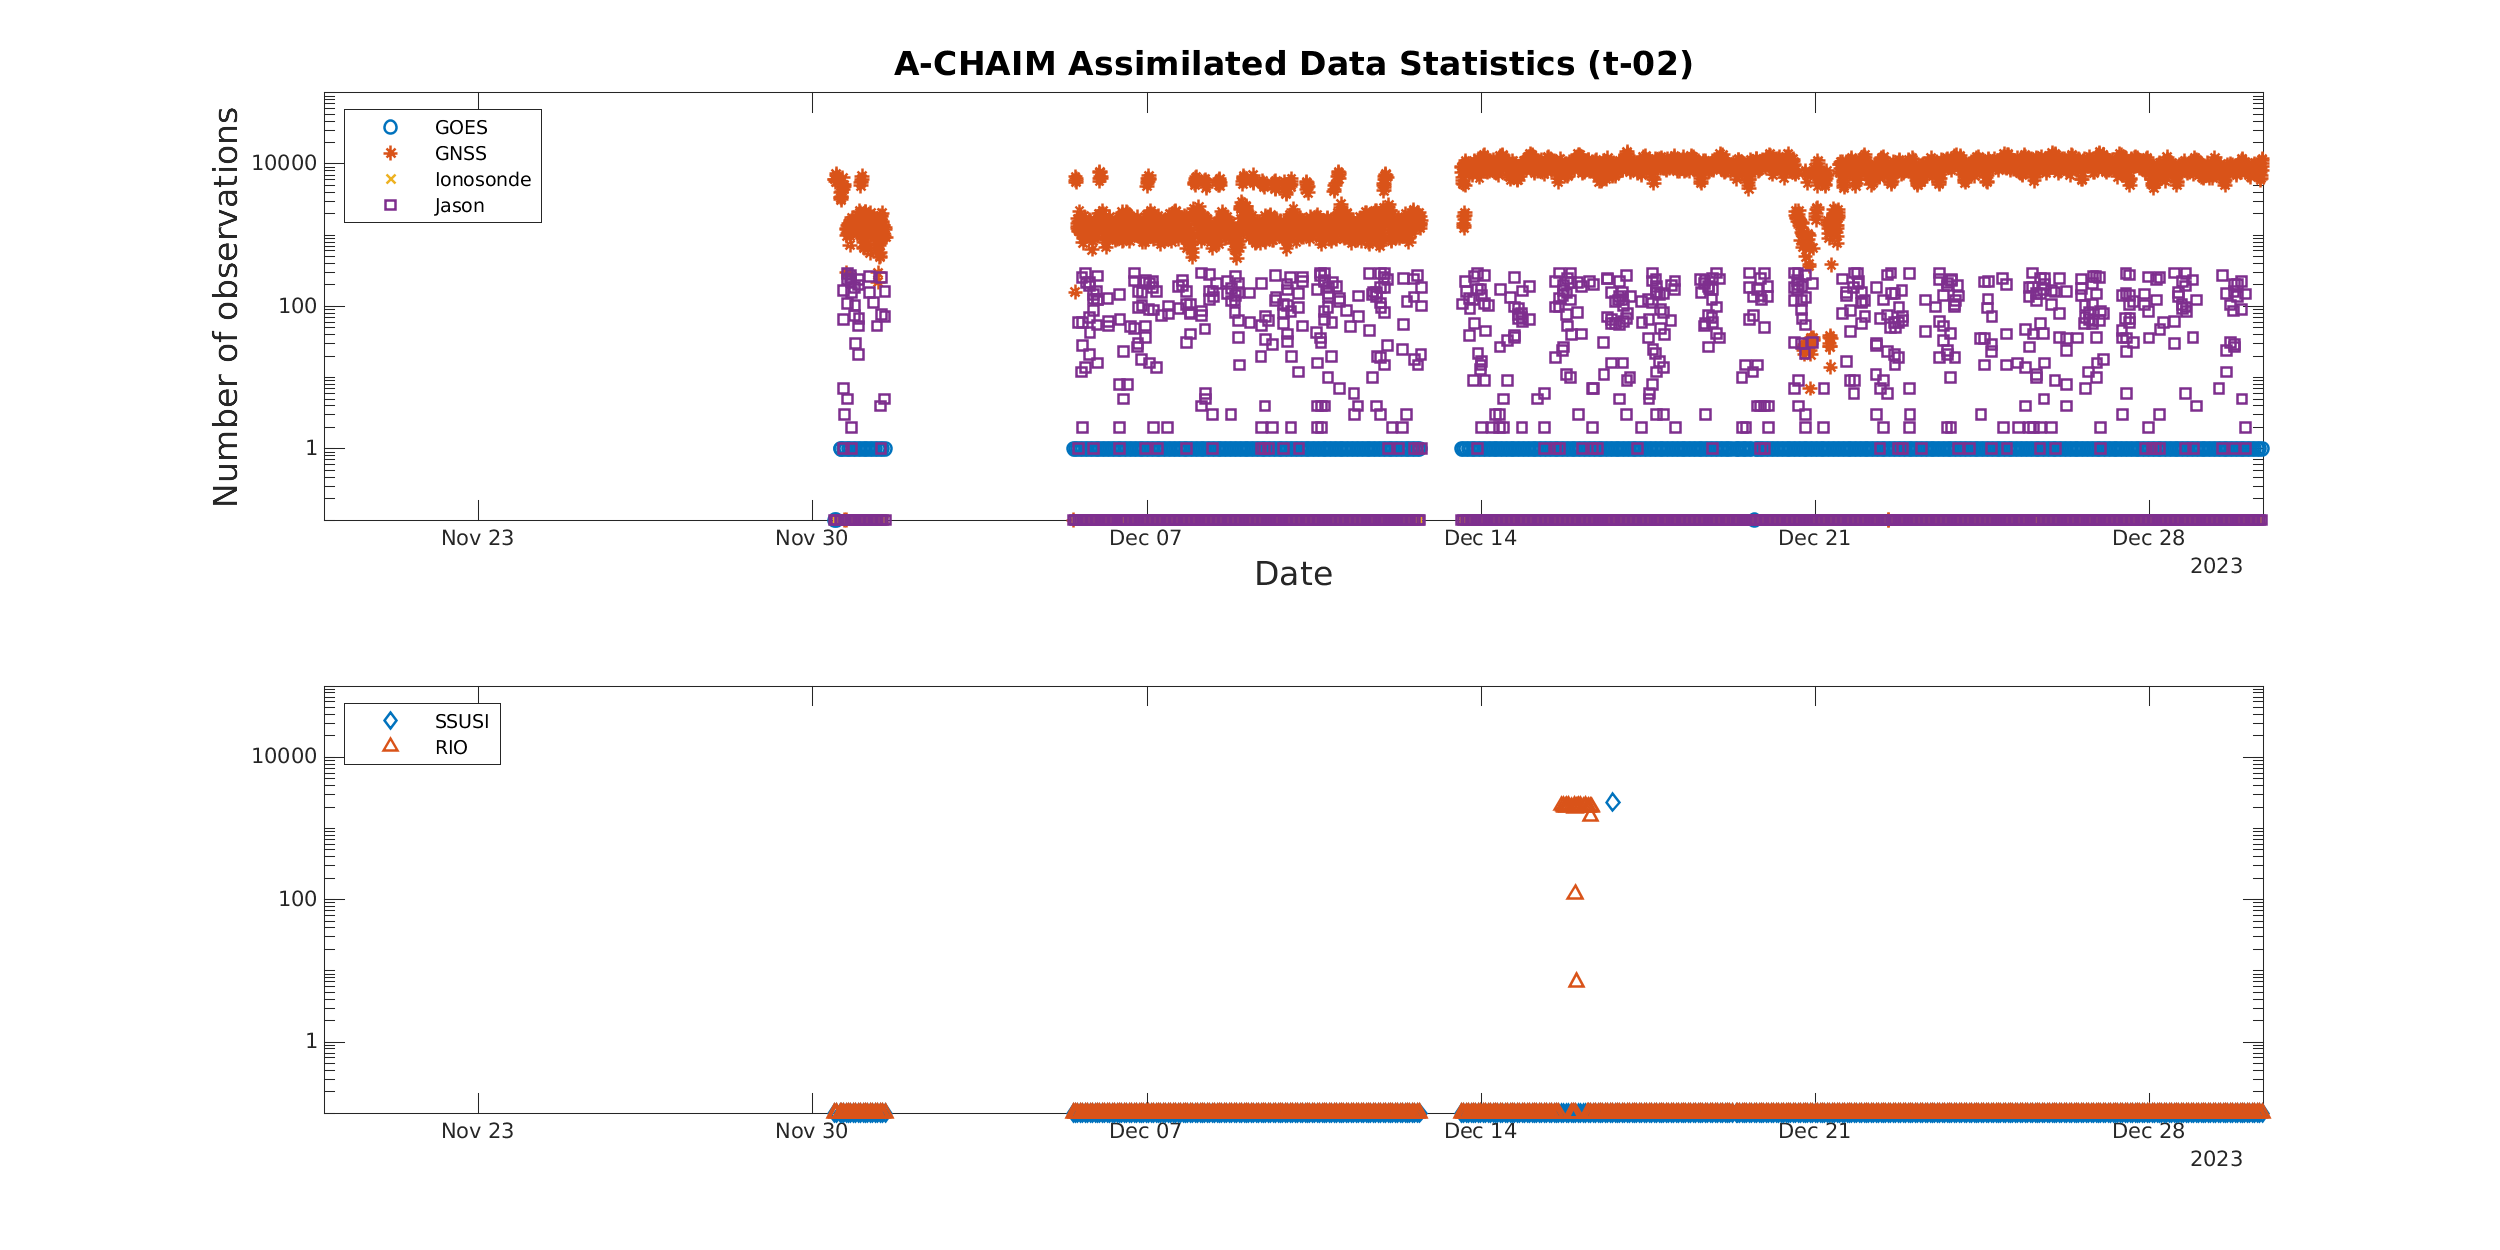 A-CHAIM Assimilated Data Statistics (t-02)
Number of observations
10000
100
1
GOES
GNSS
Ionosonde
Jason
Nov 23
Nov 30
Dec 07
Dec 14
Dec 21
Dec 28
2023
Date
10000
100
1
SSUSI
RIO
Nov 23
Nov 30
Dec 07
Dec 14
Dec 21
Dec 28
2023